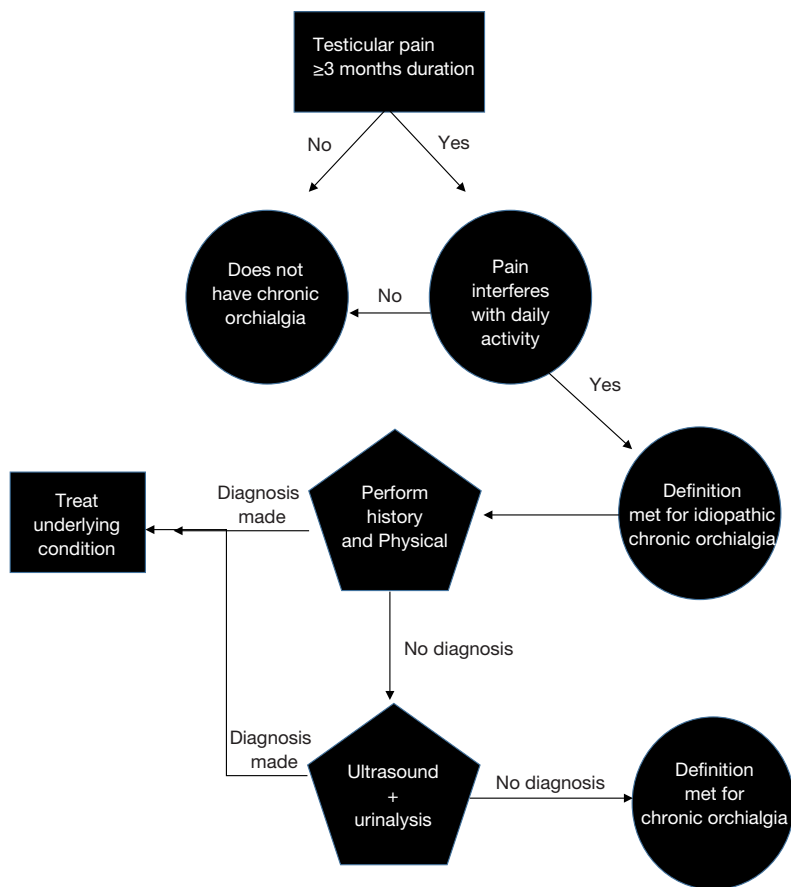 Testicular pain
≥3 months duration
No
Yes
Does not
have chronic
orchialgia
No
Pain
interferes
with daily
activity
Yes
Treat
underlying
condition
Diagnosis
made
Perform
history
and Physical
Definition
met for idiopathic
chronic orchialgia
No diagnosis
Diagnosis
made
Ultrasound
+
urinalysis
No diagnosis
Definition
met for
chronic orchialgia